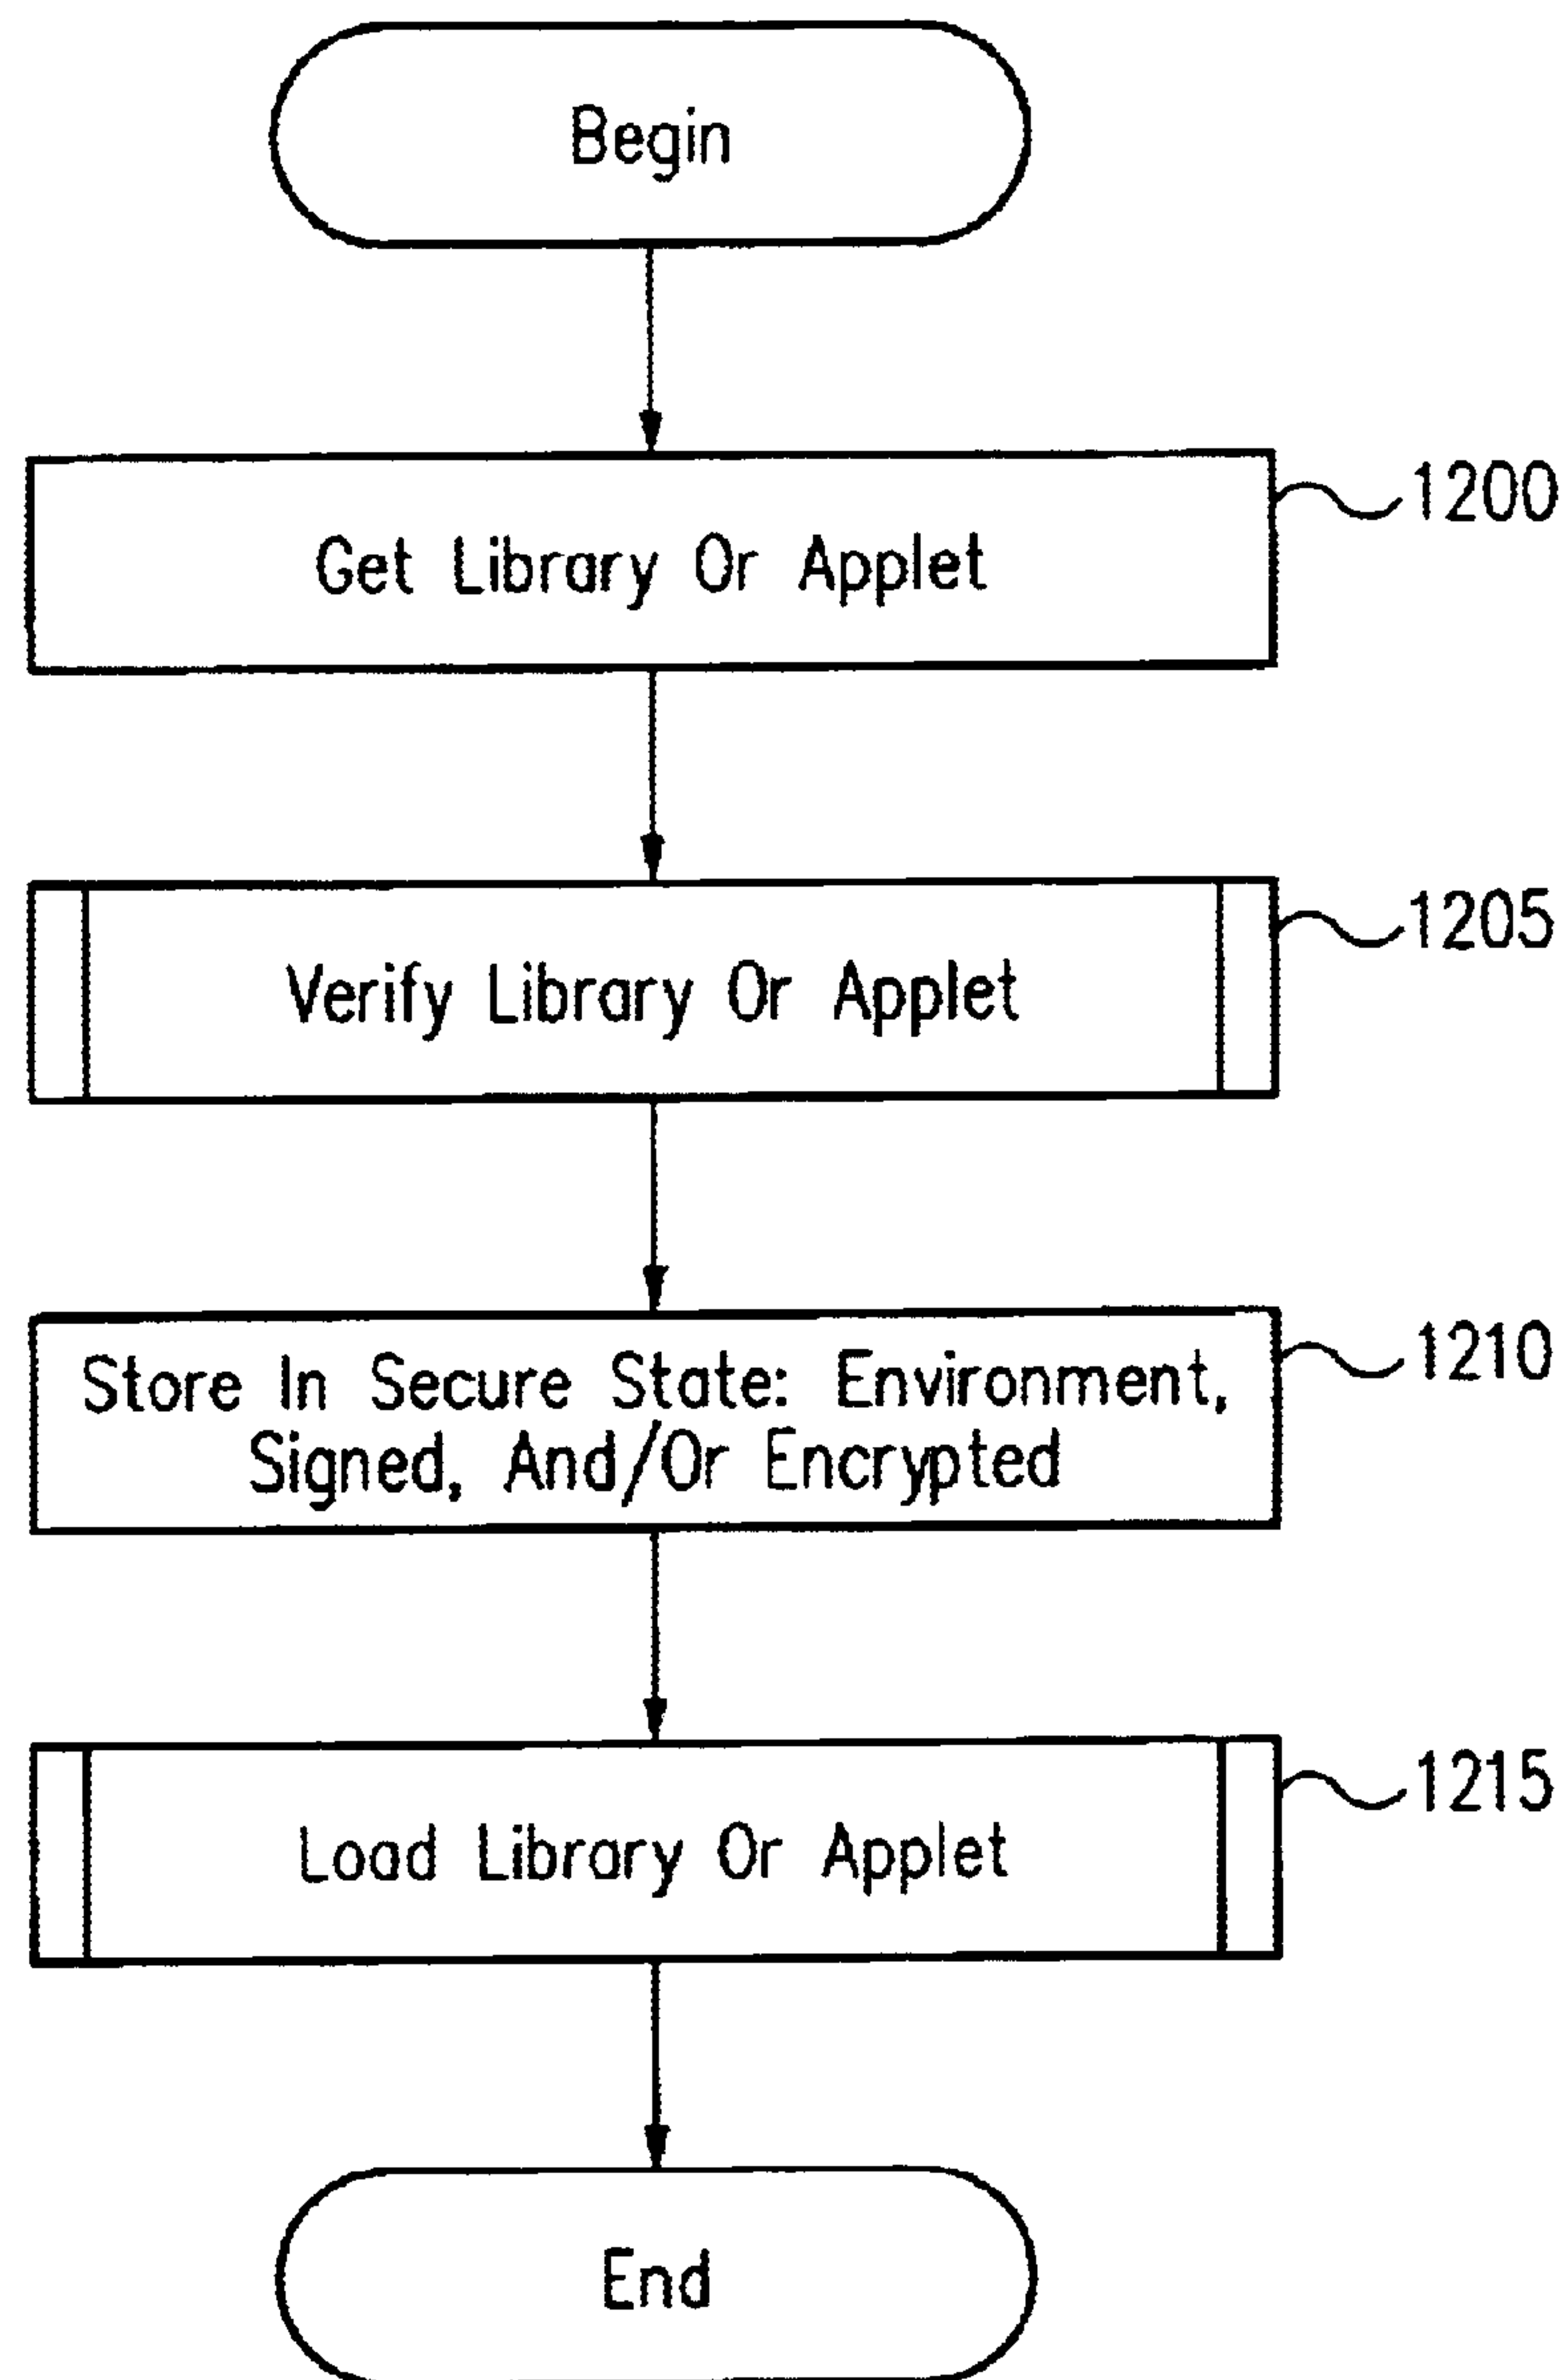 Begin
Get Library Or Applet
1200
Verify Library Or Applet
1205
Store In Secure State: Environment,
Signed, And/Or Encrypted
1210
Load Library Or Applet
1215
End